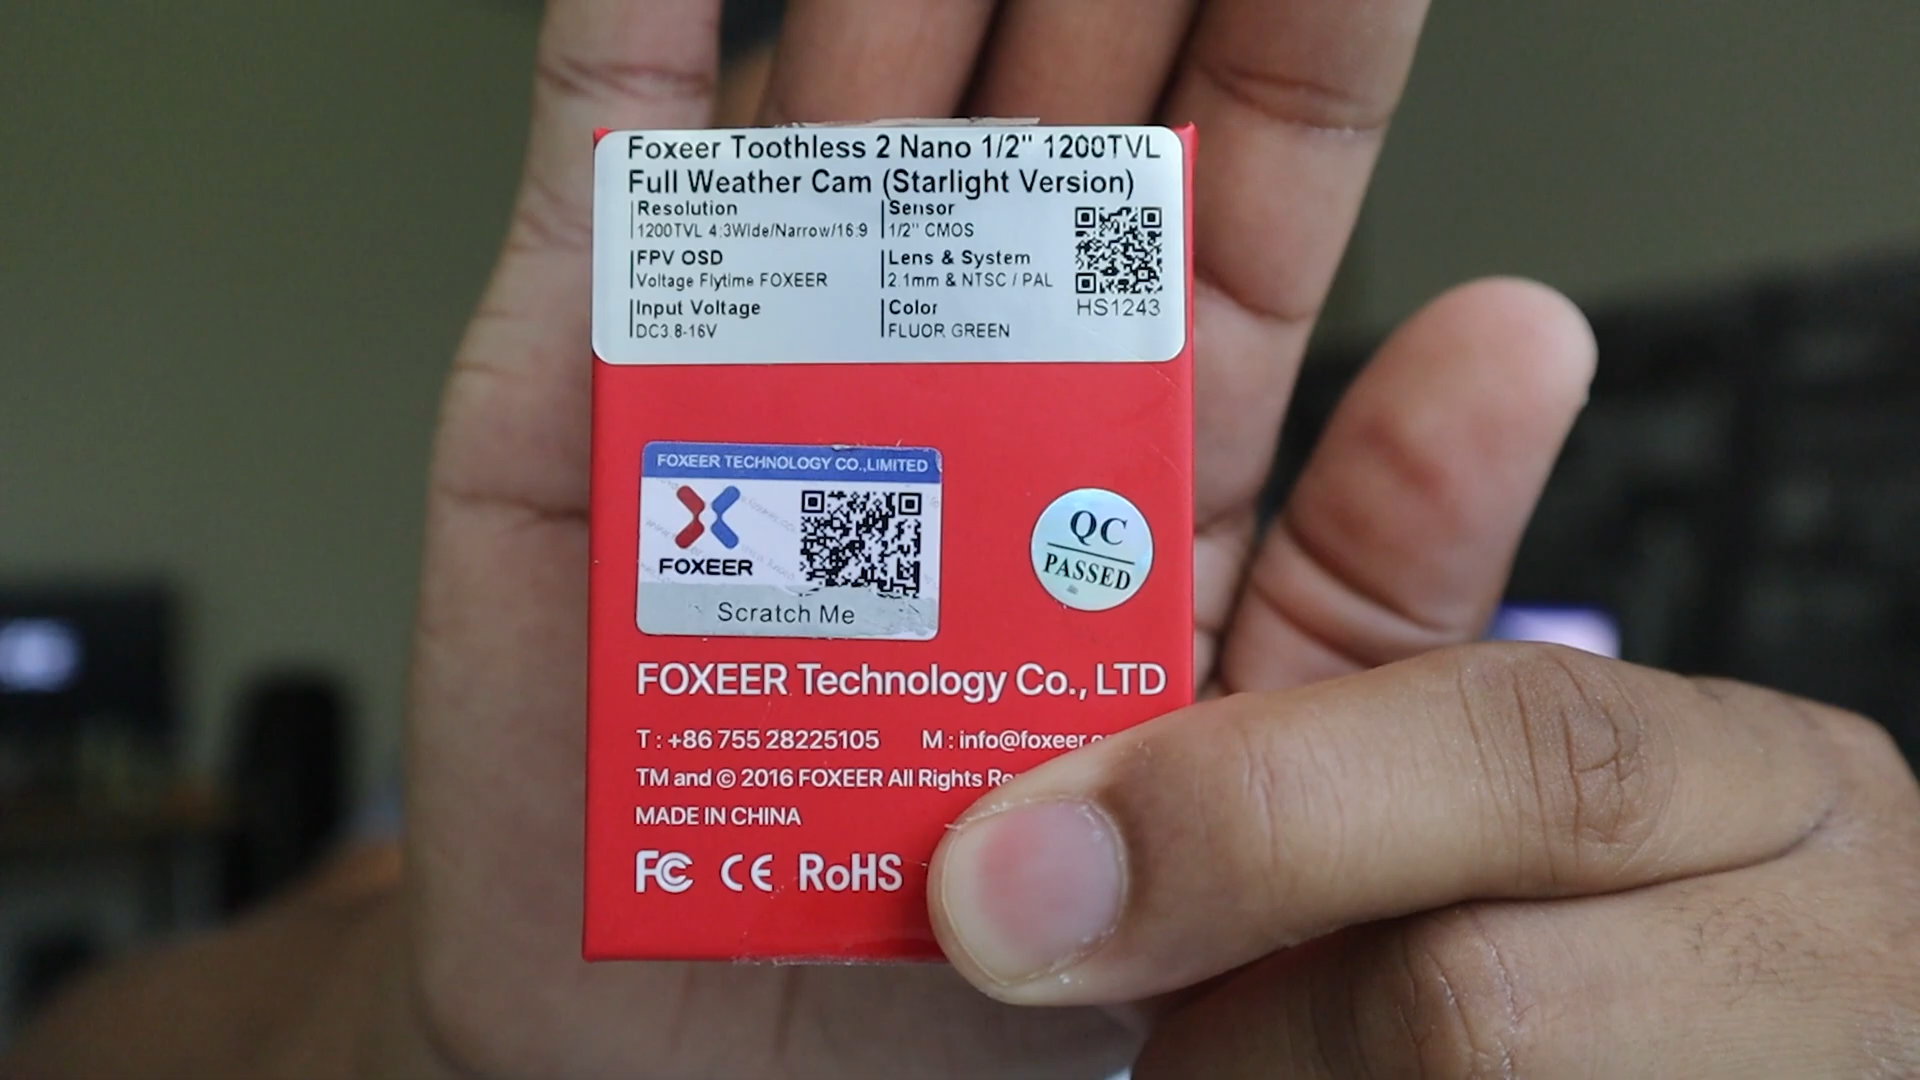 Foxeer Toothless 2 Nano 1/2" 1200TVL
Full Weather Cam (Starlight Version)
Resolution
1200TVL 4:3Wide/Narrow/16:9
Sensor
1/2" CMOS
FPV OSD
Voltage Flytime FOXEER
Lens & System
2.1mm & NTSC / PAL
Input Voltage
DC3.8-16V
Color
FLUOR GREEN
HS1243
FOXEER TECHNOLOGY CO.,LIMITED
FOXEER
Scratch Me
QC
PASSED
FOXEER Technology Co., LTD
T : +86 755 28225105 M : info@foxeer
TM and © 2016 FOXEER All Rights
MADE IN CHINA
FC CE RoHS